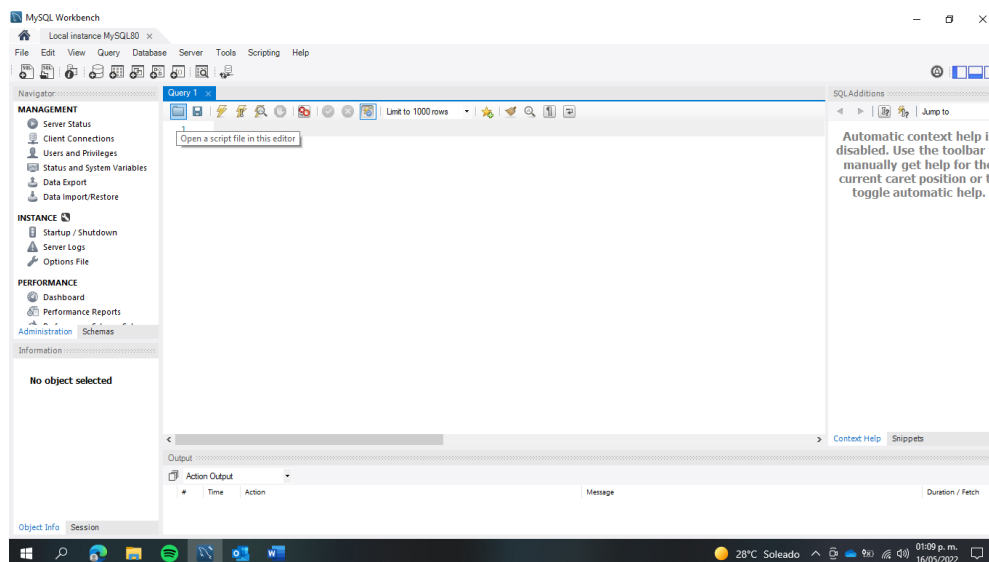 MySQL Workbench
Local instance MySQL80
File Edit View Query Database Server Tools Scripting Help
Navigator
Query 1
SQLAdditions
MANAGEMENT
Server Status
Client Connections
Users and Privileges
Status and System Variables
Data Export
Data Import/Restore
INSTANCE
Startup / Shutdown
Server Logs
Options File
PERFORMANCE
Dashboard
Performance Reports
Administration Schemas
Information
No object selected
Object Info Session
Limit to 1000 rows
1
Open a script file in this editor
Jump to
Automatic context help i
disabled. Use the toolbar
manually get help for the
current caret position or t
toggle automatic help.
Context Help Snippets
Output
Action Output
# Time Action Message Duration / Fetch
28°C Soleado
01:09 p. m.
16/05/2022